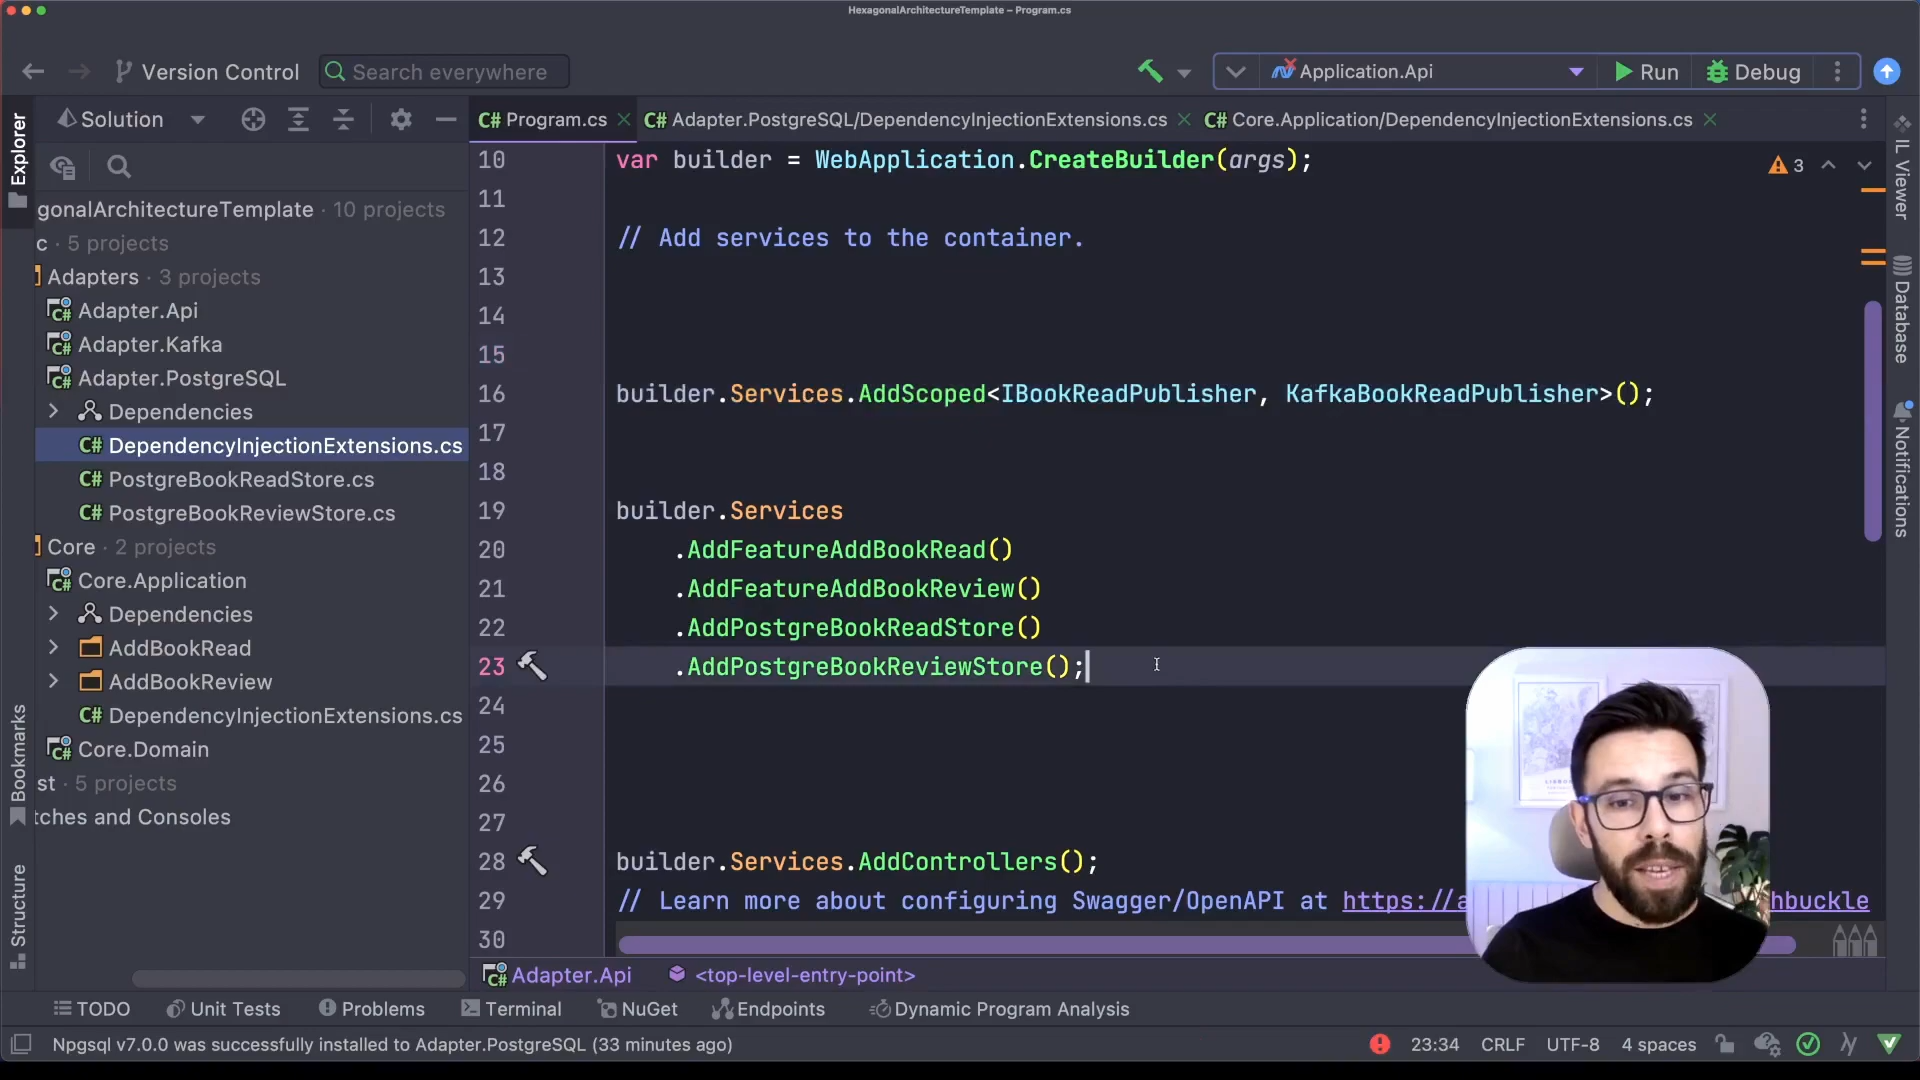 HexagonalArchitectureTemplate – Program.cs
Version Control
Search everywhere
Application.Api
Run
Debug
Explorer
Solution
C# Program.cs
C# Adapter.PostgreSQL/DependencyInjectionExtensions.cs
C# Core.Application/DependencyInjectionExtensions.cs
gonalArchitectureTemplate · 10 projects
c · 5 projects
Adapters · 3 projects
C# Adapter.Api
C# Adapter.Kafka
C# Adapter.PostgreSQL
Dependencies
C# DependencyInjectionExtensions.cs
C# PostgreBookReadStore.cs
C# PostgreBookReviewStore.cs
Core · 2 projects
C# Core.Application
Dependencies
AddBookRead
AddBookReview
C# DependencyInjectionExtensions.cs
C# Core.Domain
st · 5 projects
tches and Consoles
Bookmarks
Structure
10 var builder = WebApplication.CreateBuilder(args);
11
12 // Add services to the container.
13
14
15
16 builder.Services.AddScoped<IBookReadPublisher, KafkaBookReadPublisher>();
17
18
19 builder.Services
20 .AddFeatureAddBookRead()
21 .AddFeatureAddBookReview()
22 .AddPostgreBookReadStore()
23 .AddPostgreBookReviewStore();
24
25
26
27
28 builder.Services.AddControllers();
29 // Learn more about configuring Swagger/OpenAPI at https://a hbuckle
30
3
IL Viewer
Database
Notifications
C# Adapter.Api
<top-level-entry-point>
TODO
Unit Tests
Problems
Terminal
NuGet
Endpoints
Dynamic Program Analysis
Npgsql v7.0.0 was successfully installed to Adapter.PostgreSQL (33 minutes ago)
23:34
CRLF
UTF-8
4 spaces